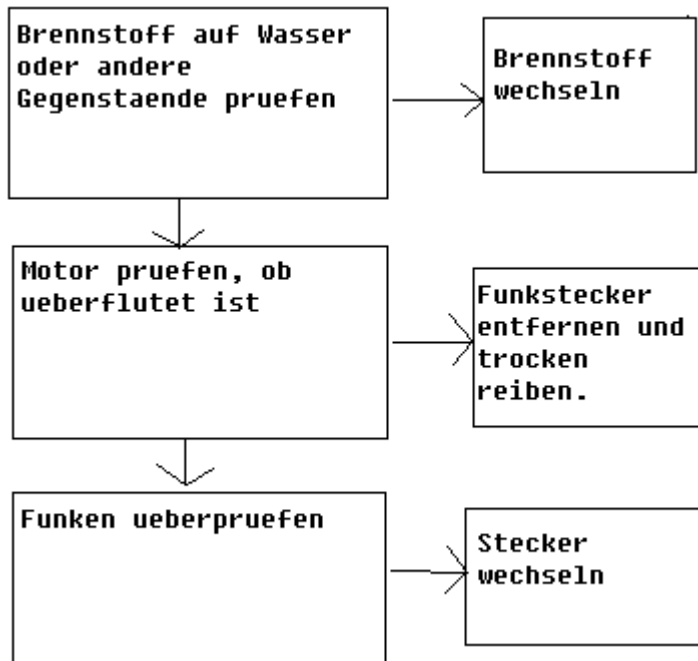 Brennstoff auf Wasser
oder andere
Gegenstaende pruefen
Brennstoff
wechseln
Motor pruefen, ob
ueberflutet ist
Funkstecker
entfernen und
trocken
reiben.
Funken ueberpruefen
Stecker
wechseln